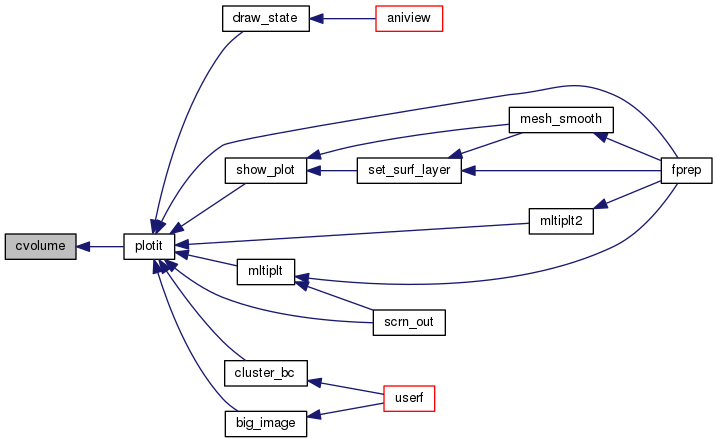 draw_state
aniview
mesh_smooth
show_plot
set_surf_layer
fprep
mltiplt2
cvolume
plotit
mltiplt
scrn_out
cluster_bc
userf
big_image